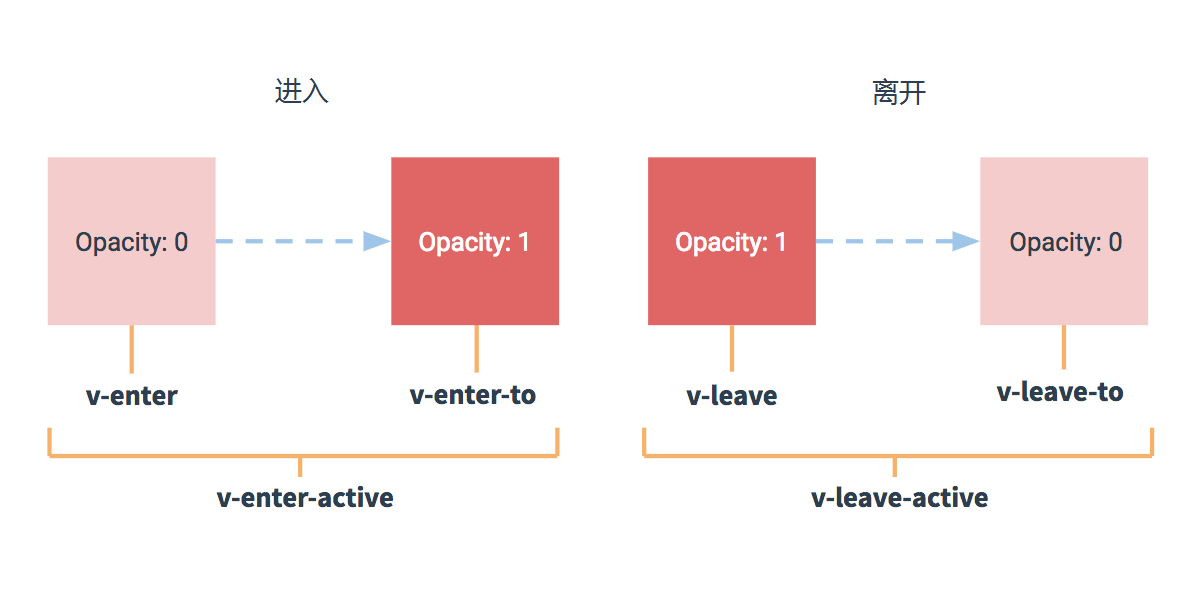 进入
离开
Opacity: 0
Opacity: 1
Opacity: 1
Opacity: 0
v-enter
v-enter-to
v-leave
v-leave-to
v-enter-active
v-leave-active